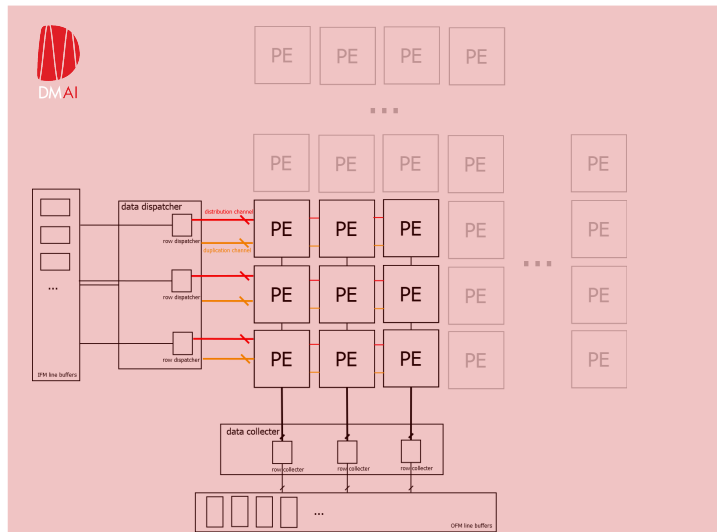 DMAI
PE PE PE PE
...
PE PE PE PE PE
data dispatcher
distribution channel
row dispatcher
duplication channel
PE PE PE PE PE
...
...
row dispatcher
PE PE PE PE PE
row dispatcher
PE PE PE PE PE
IFM line buffers
data collecter
row collecter row collecter row collecter
...
OFM line buffers